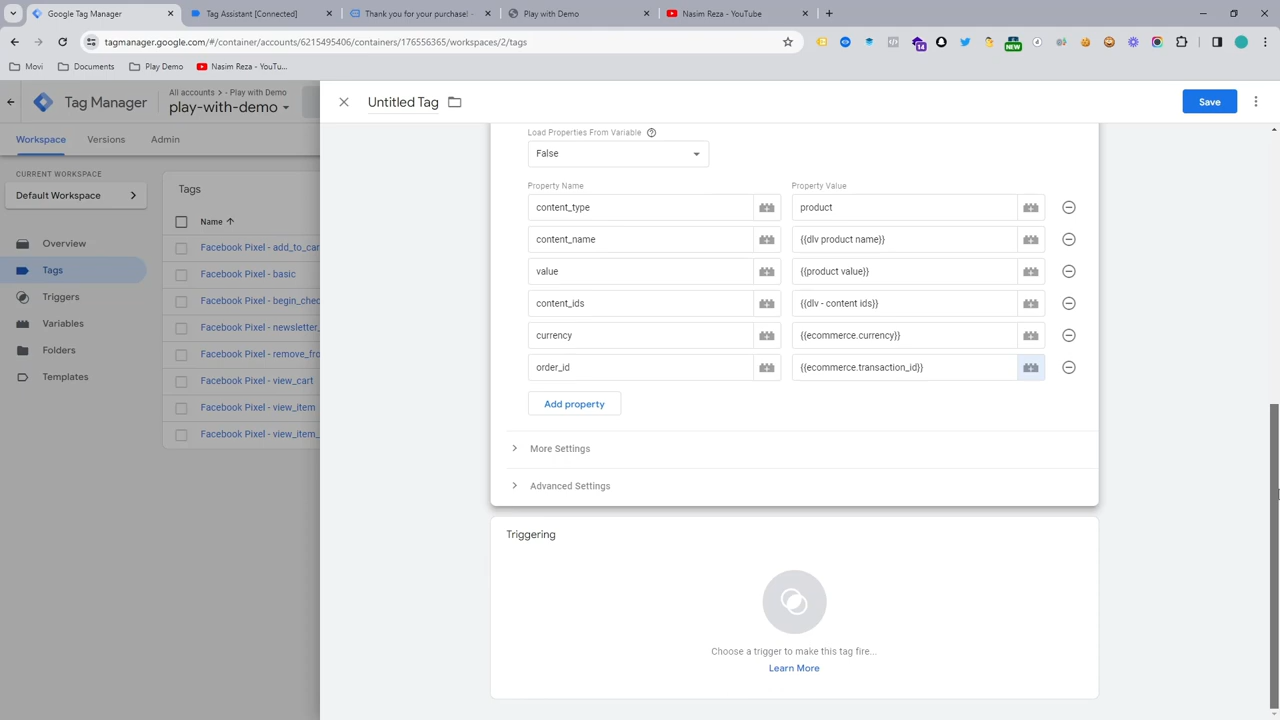 Google Tag Manager
Tag Assistant [Connected]
Thank you for your purchase! -
Play with Demo
Nasim Reza - YouTube
tagmanager.google.com/#/container/accounts/6215495406/containers/176556365/workspaces/2/tags
14
NEW
Movi
Documents
Play Demo
Nasim Reza - YouTu...
Tag Manager
All accounts > - Play with Demo
play-with-demo
Untitled Tag
Save
Workspace
Versions
Admin
CURRENT WORKSPACE
Default Workspace
Overview
Tags
Triggers
Variables
Folders
Templates
Tags
Name
Facebook Pixel - add_to_car
Facebook Pixel - basic
Facebook Pixel - begin_chec
Facebook Pixel - newsletter_
Facebook Pixel - remove_fro
Facebook Pixel - view_cart
Facebook Pixel - view_item
Facebook Pixel - view_item_
Load Properties From Variable
False
Property Name
Property Value
content_type
product
content_name
{{dlv product name}}
value
{{product value}}
content_ids
{{dlv - content ids}}
currency
{{ecommerce.currency}}
order_id
{{ecommerce.transaction_id}}
Add property
More Settings
Advanced Settings
Triggering
Choose a trigger to make this tag fire...
Learn More